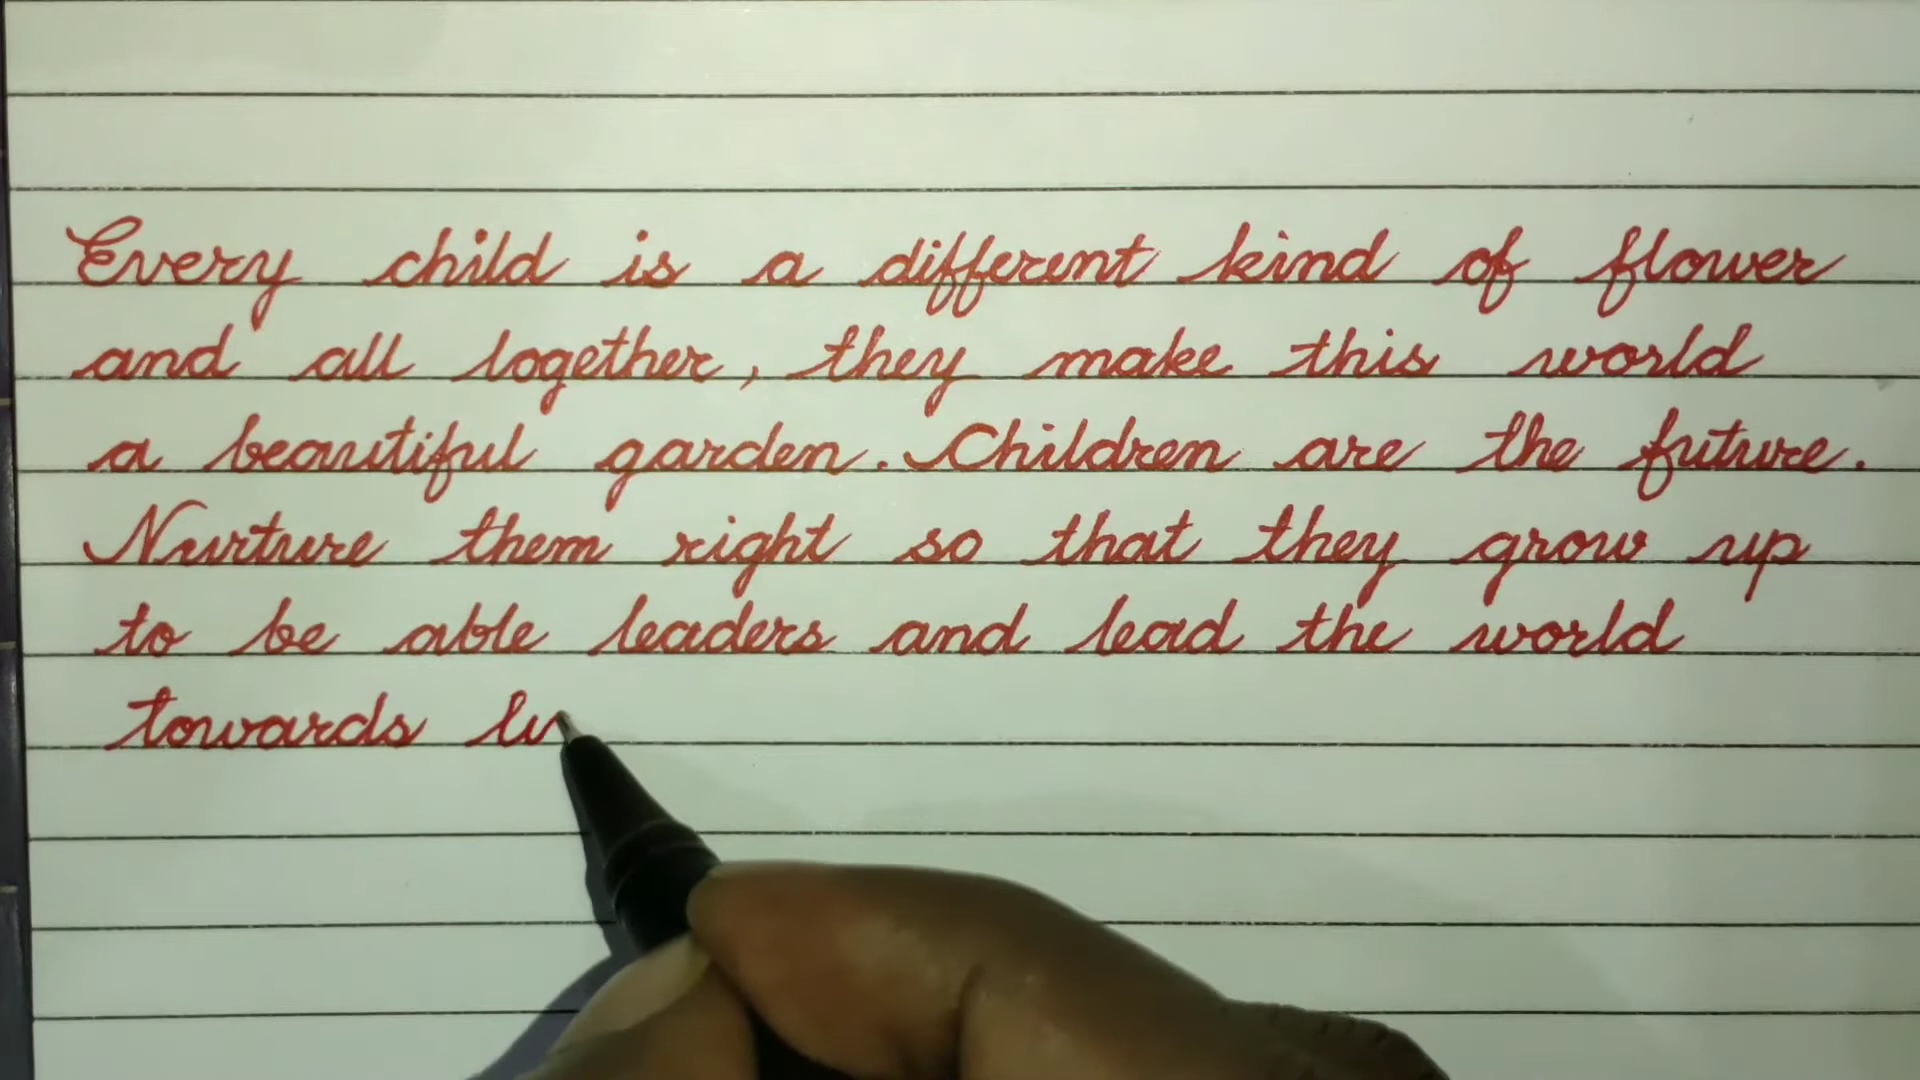 Every child is a different kind of flower
and all together, they make this world
a beautiful garden. Children are the future.
Nurture them right so that they grow up
to be able leaders and lead the world
towards